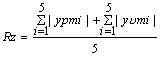 5 5
Σ| ypmi | + Σ| yvmi |
Rz = i=1 i=1
5